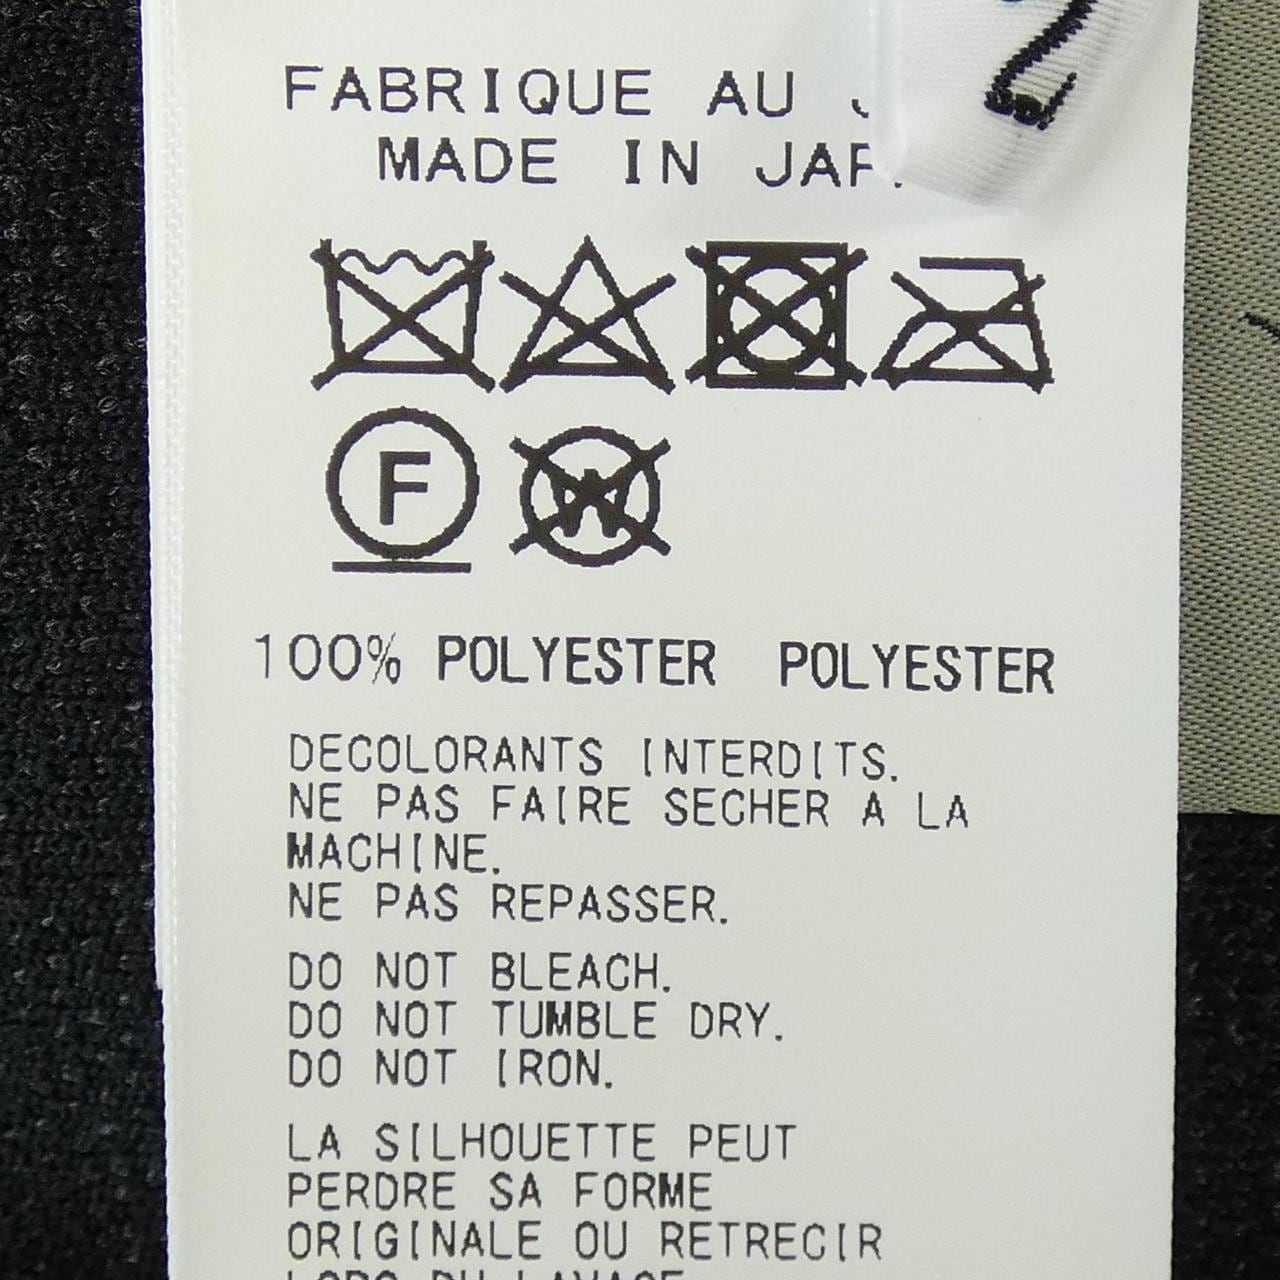 FABRIQUE AU
MADE IN
F
W
100% POLYESTER POLYESTER
DECOLORANTS INTERDITS.
NE PAS FAIRE SECHER A LA
MACHINE.
NE PAS REPASSER.
DO NOT BLEACH.
DO NOT TUMBLE DRY.
DO NOT IRON.
LA SILHOUETTE PEUT
PERDRE SA FORME
ORIGINALE OU RETRECIR